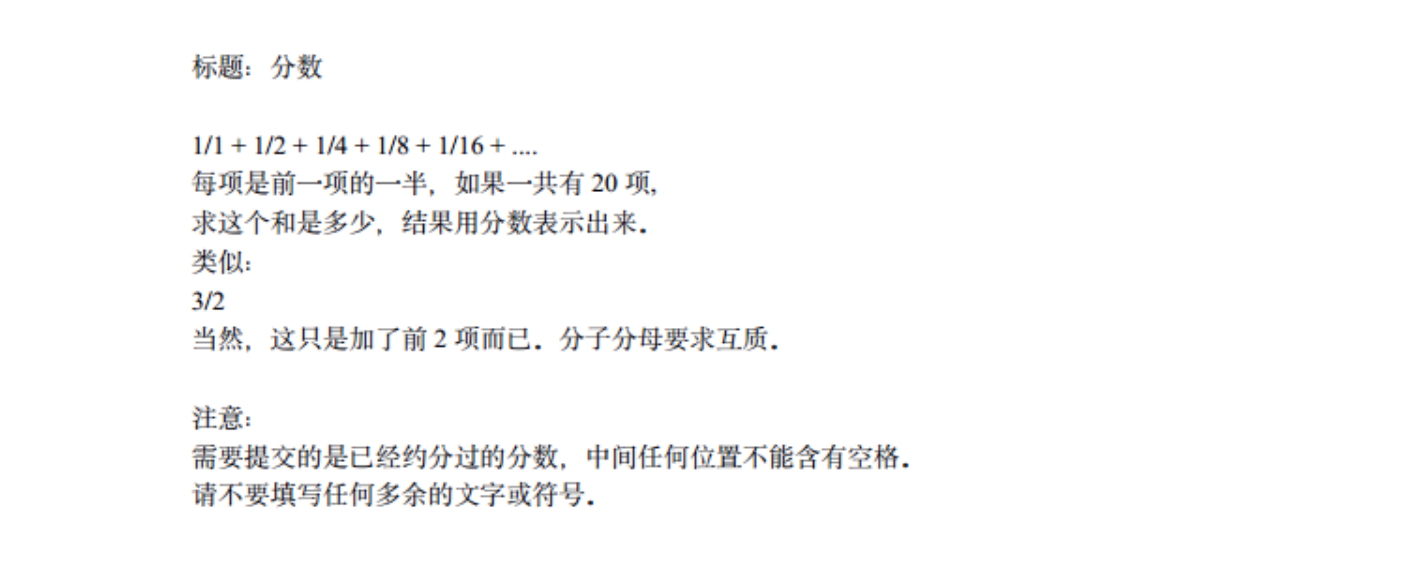 标题：分数
1/1 + 1/2 + 1/4 + 1/8 + 1/16 + ....
每项是前一项的一半，如果一共有 20 项,
求这个和是多少，结果用分数表示出来。
类似：
3/2
当然，这只是加了前 2 项而已。分子分母要求互质。
注意：
需要提交的是已经约分过的分数，中间任何位置不能含有空格。
请不要填写任何多余的文字或符号。